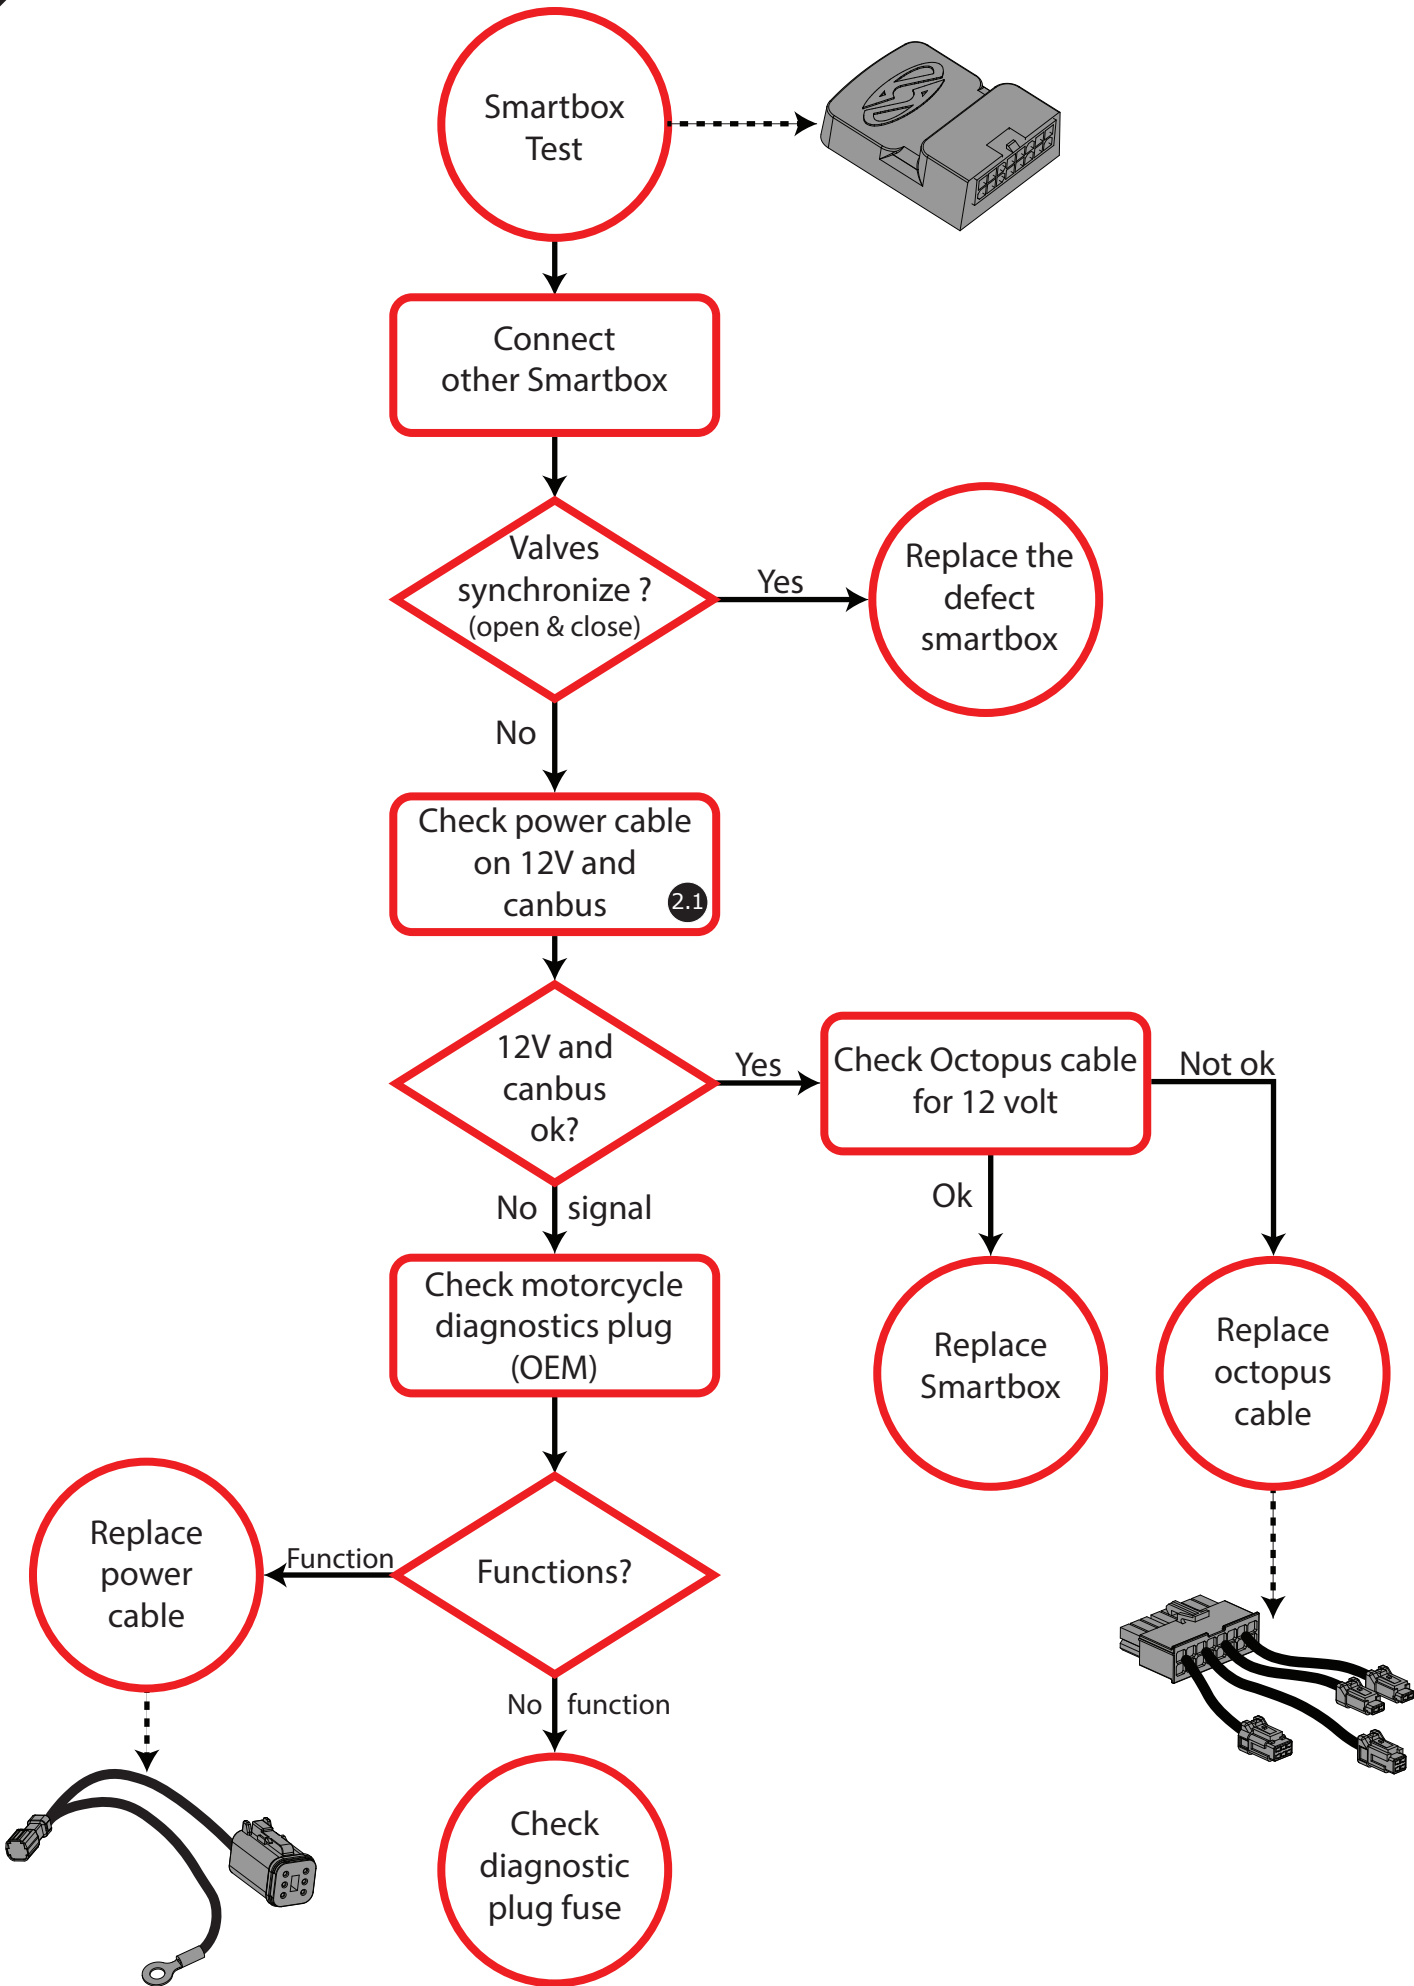 Smartbox
Test
Connect
other Smartbox
Valves
synchronize ?
(open & close)
Yes
Replace the
defect
smartbox
No
Check power cable
on 12V and
canbus
2.1
12V and
canbus
ok?
Yes
Check Octopus cable
for 12 volt
Not ok
Ok
No signal
Check motorcycle
diagnostics plug
(OEM)
Replace
Smartbox
Replace
octopus
cable
Replace
power
cable
Function
Functions?
No function
Check
diagnostic
plug fuse